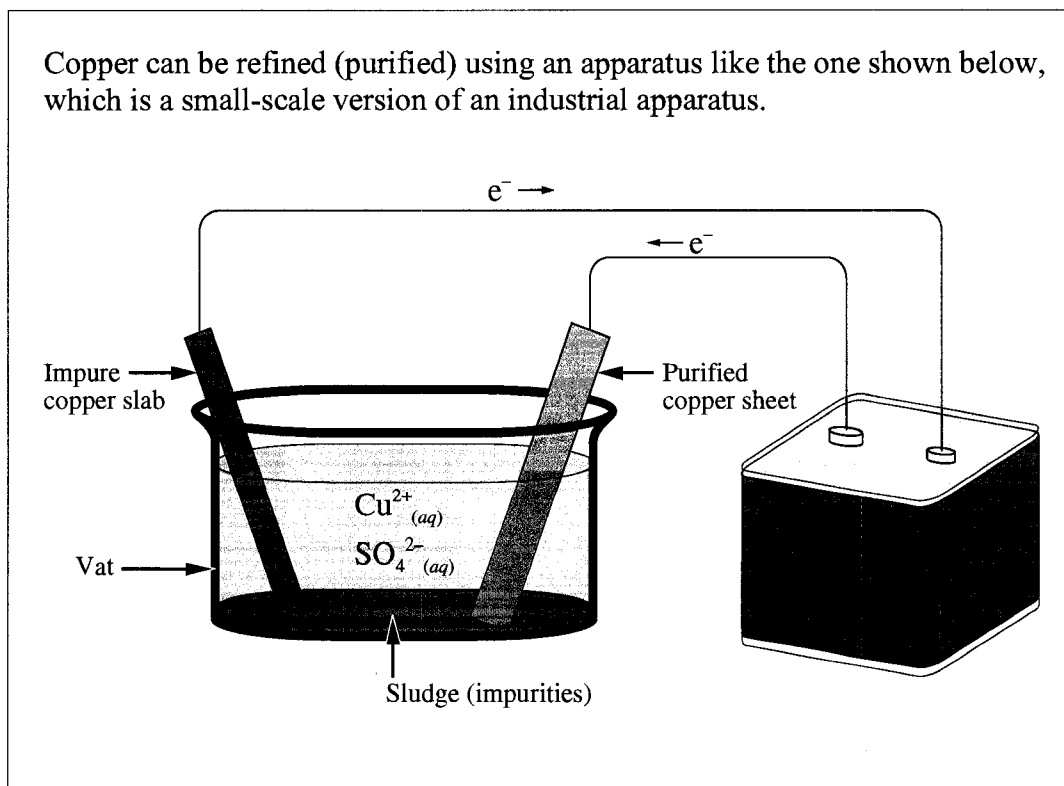 Copper can be refined (purified) using an apparatus like the one shown below,
which is a small-scale version of an industrial apparatus.
e⁻ →
← e⁻
Impure
copper slab
Purified
copper sheet
Cu²⁺(aq)
SO₄²⁻(aq)
Vat
Sludge (impurities)